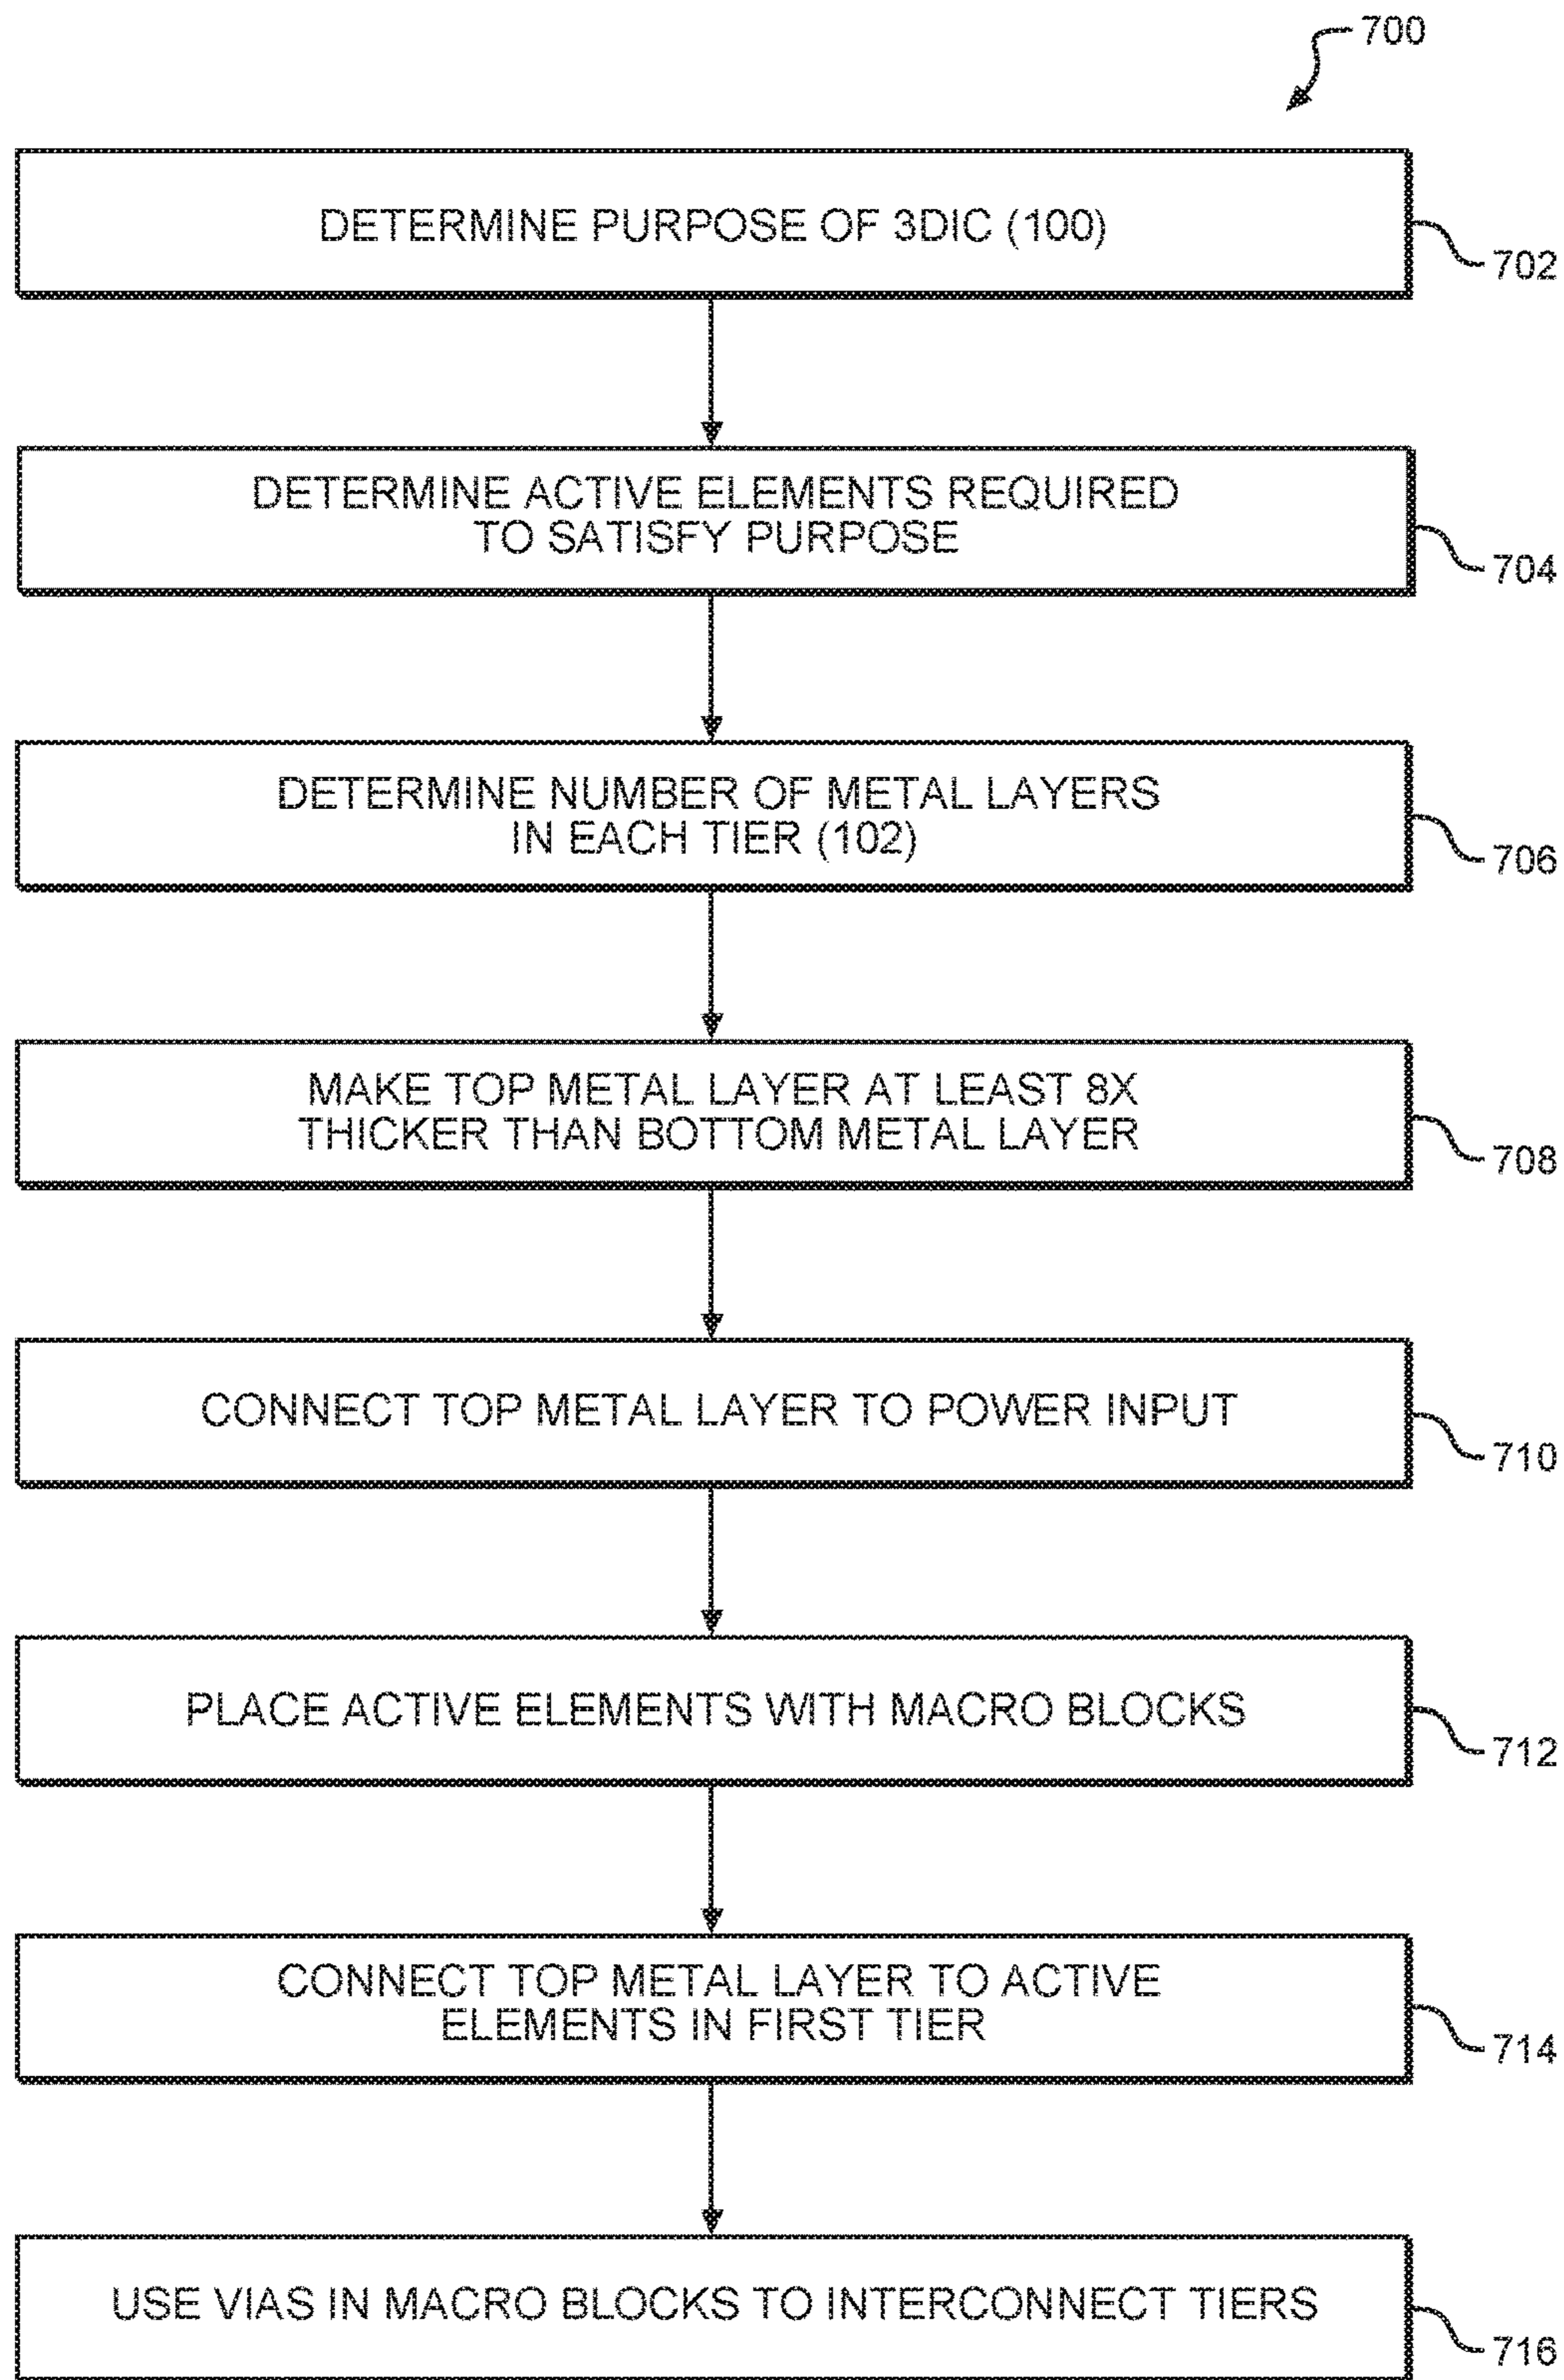 700
DETERMINE PURPOSE OF 3DIC (100)
702
DETERMINE ACTIVE ELEMENTS REQUIRED
TO SATISFY PURPOSE
704
DETERMINE NUMBER OF METAL LAYERS
IN EACH TIER (102)
706
MAKE TOP METAL LAYER AT LEAST 8X
THICKER THAN BOTTOM METAL LAYER
708
CONNECT TOP METAL LAYER TO POWER INPUT
710
PLACE ACTIVE ELEMENTS WITH MACRO BLOCKS
712
CONNECT TOP METAL LAYER TO ACTIVE
ELEMENTS IN FIRST TIER
714
USE VIAS IN MACRO BLOCKS TO INTERCONNECT TIERS
716